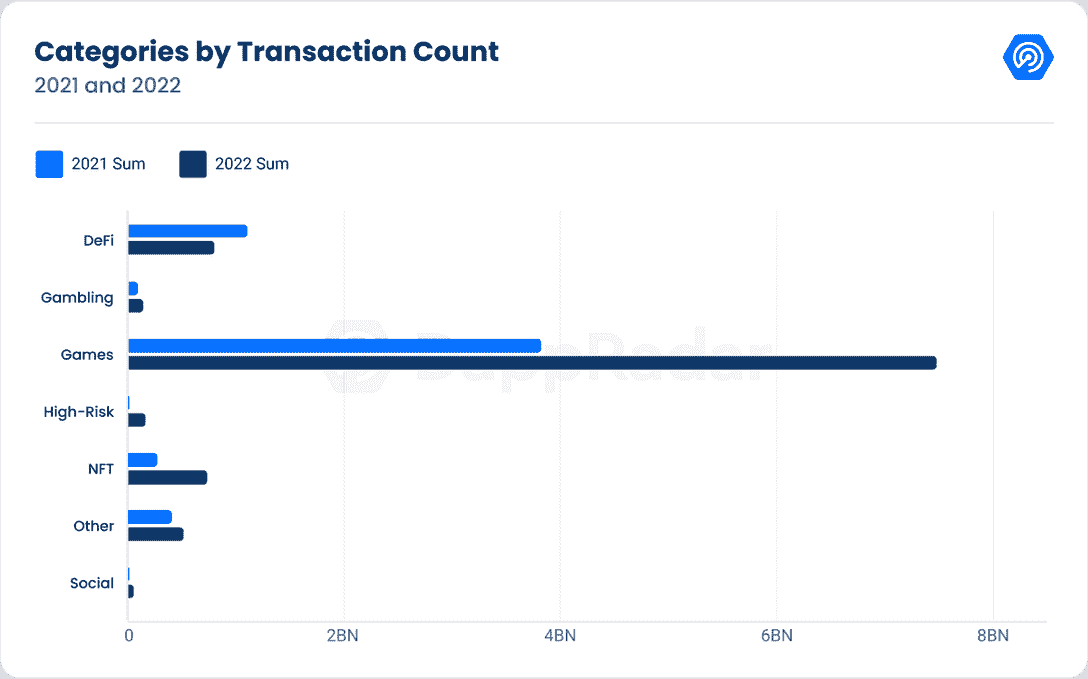 Categories by Transaction Count
2021 and 2022
2021 Sum
2022 Sum
DeFi
Gambling
Games
DappRadar
High-Risk
NFT
Other
Social
0 2BN 4BN 6BN 8BN